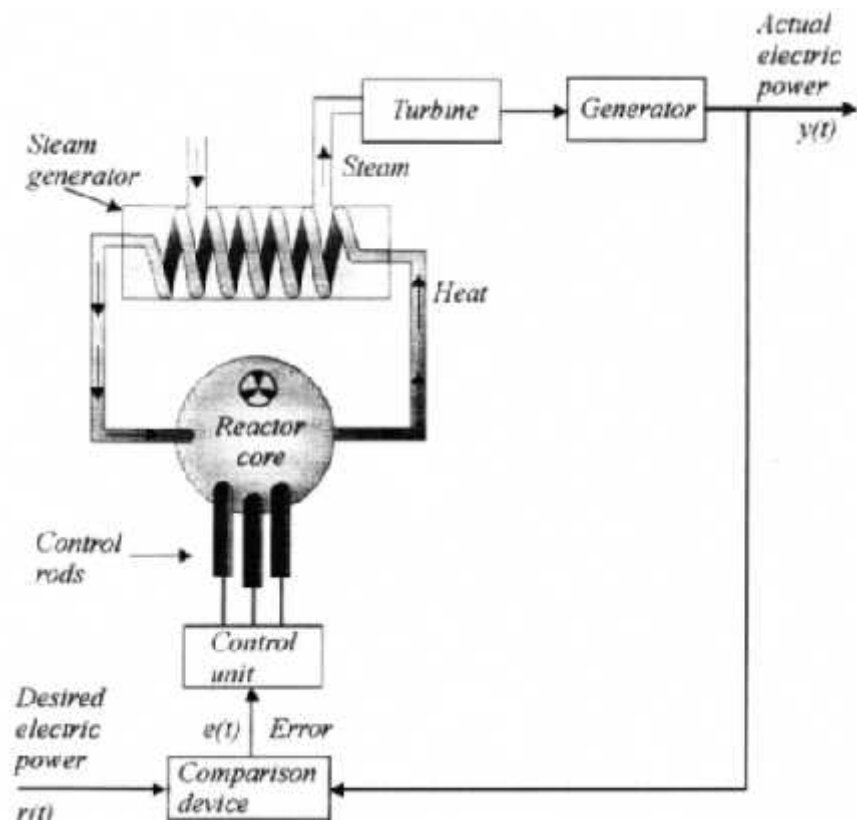 Actual
electric
power
y(t)
Turbine
Generator
Steam
generator
Steam
Heat
Reactor
core
Control
rods
Control
unit
Desired
electric
power
r(t)
e(t) Error
Comparison
device